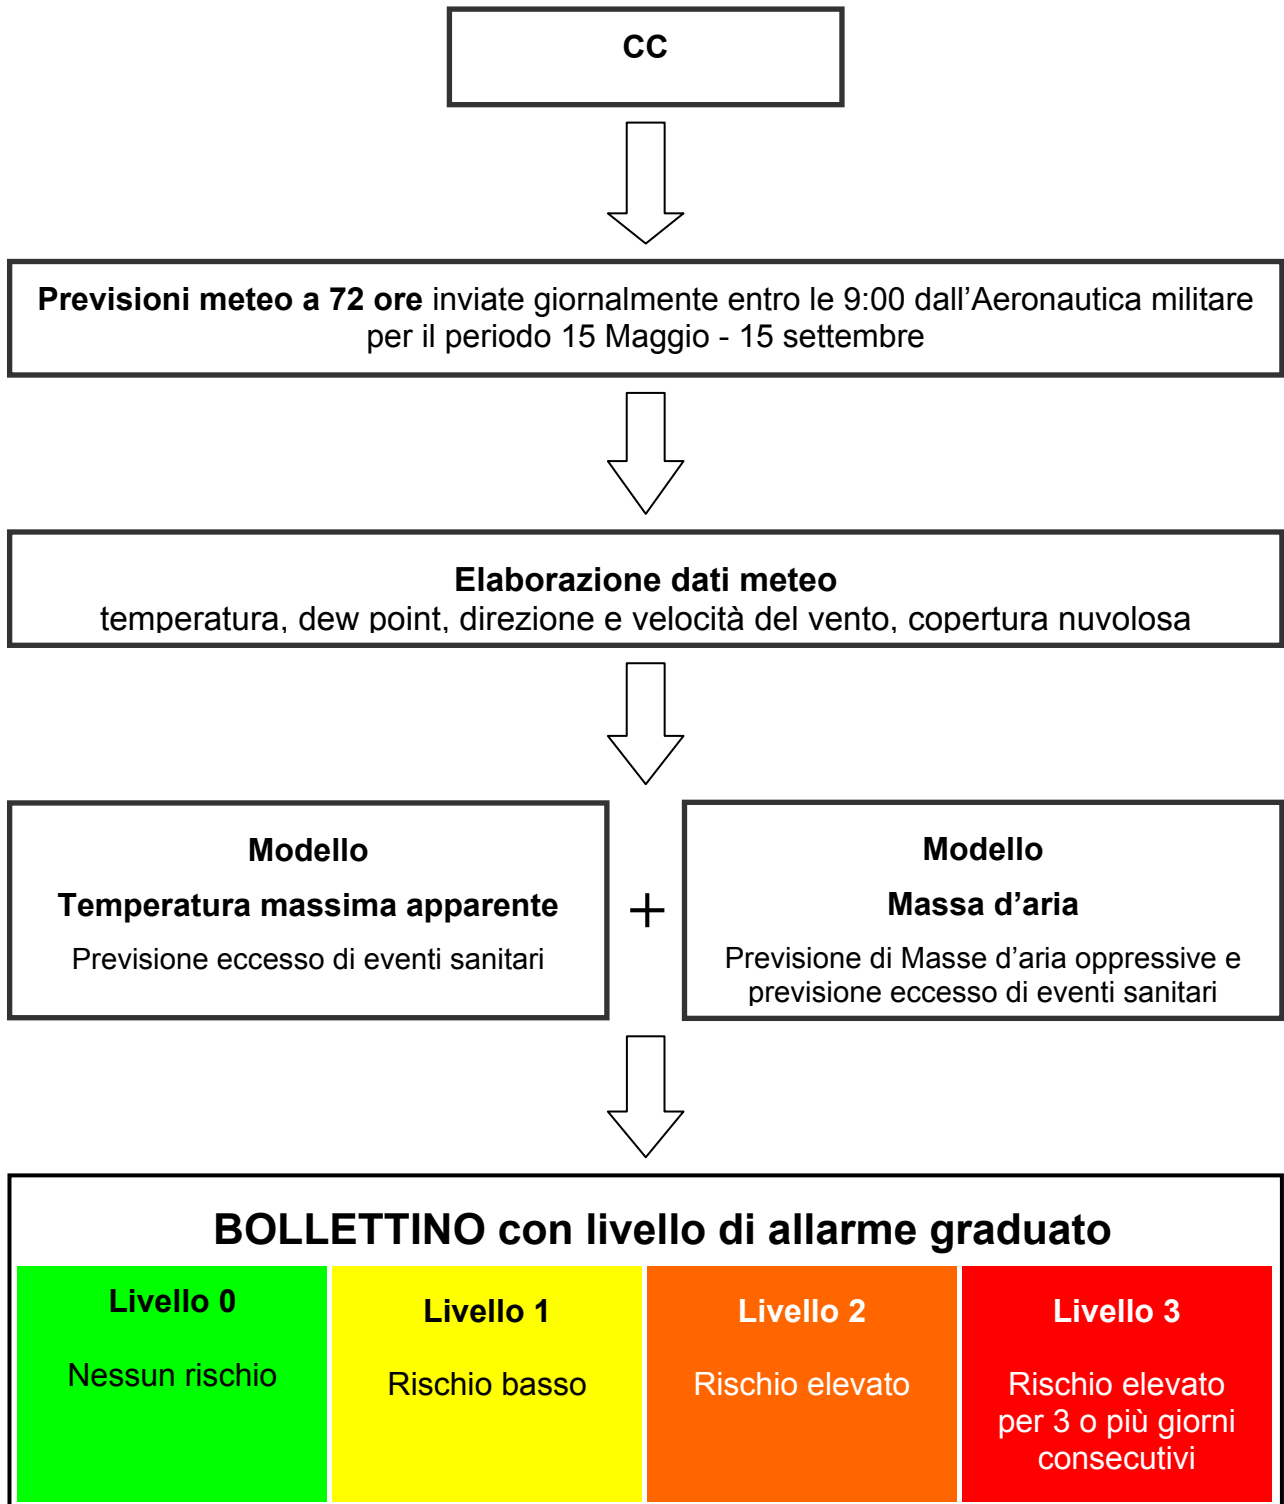 CC
Previsioni meteo a 72 ore inviate giornalmente entro le 9:00 dall'Aeronautica militare
per il periodo 15 Maggio - 15 settembre
Elaborazione dati meteo
temperatura, dew point, direzione e velocità del vento, copertura nuvolosa
Modello
Temperatura massima apparente
Previsione eccesso di eventi sanitari
+
Modello
Massa d'aria
Previsione di Masse d'aria oppressive e
previsione eccesso di eventi sanitari
BOLLETTINO con livello di allarme graduato
Livello 0
Nessun rischio
Livello 1
Rischio basso
Livello 2
Rischio elevato
Livello 3
Rischio elevato
per 3 o più giorni
consecutivi